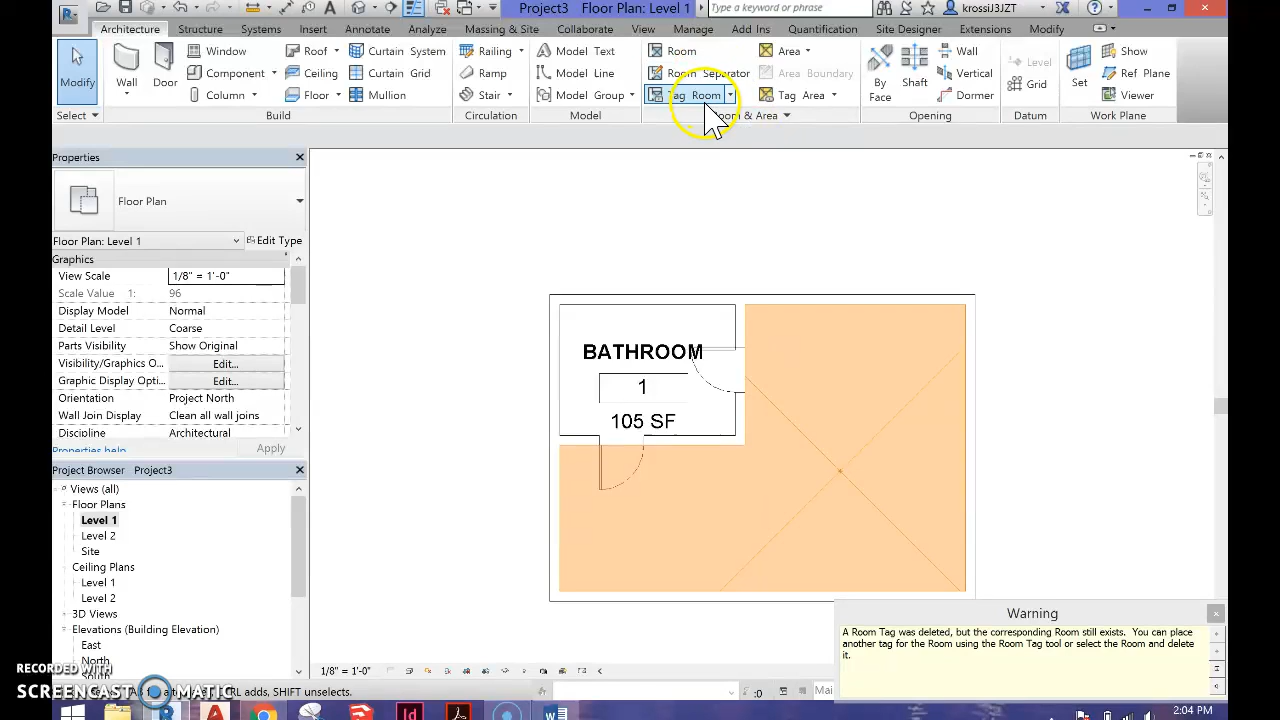 Project3 Floor Plan: Level 1
Type a keyword or phrase
krossiJ3JZT
Architecture Structure Systems Insert Annotate Analyze Massing & Site Collaborate View Manage Add Ins Quantification Site Designer Extensions Modify
Modify Wall Door Window Component Column Roof Ceiling Floor Curtain System Curtain Grid Mullion Railing Ramp Stair Model Text Model Line Model Group Room Room Separator Tag Room Area Area Boundary Tag Area By Face Shaft Wall Vertical Dormer Level Grid Set Show Ref Plane Viewer
Select Build Circulation Model & Area Opening Datum Work Plane
Properties
Floor Plan
Floor Plan: Level 1 Edit Type
Graphics
View Scale 1/8" = 1'-0"
Scale Value 1: 96
Display Model Normal
Detail Level Coarse
Parts Visibility Show Original
Visibility/Graphics O... Edit...
Graphic Display Opti... Edit...
Orientation Project North
Wall Join Display Clean all wall joins
Discipline Architectural
Properties help Apply
Project Browser Project3
Views (all)
Floor Plans
Level 1
Level 2
Site
Ceiling Plans
Level 1
Level 2
3D Views
Elevations (Building Elevation)
East
North
South
BATHROOM
1
105 SF
Warning
A Room Tag was deleted, but the corresponding Room still exists. You can place
another tag for the Room using the Room Tag tool or select the Room and delete
it.
1/8" = 1'-0"
RECORDED WITH
SCREENCAST MATIC
adds, SHIFT unselects.
:0
Mai
2:04 PM